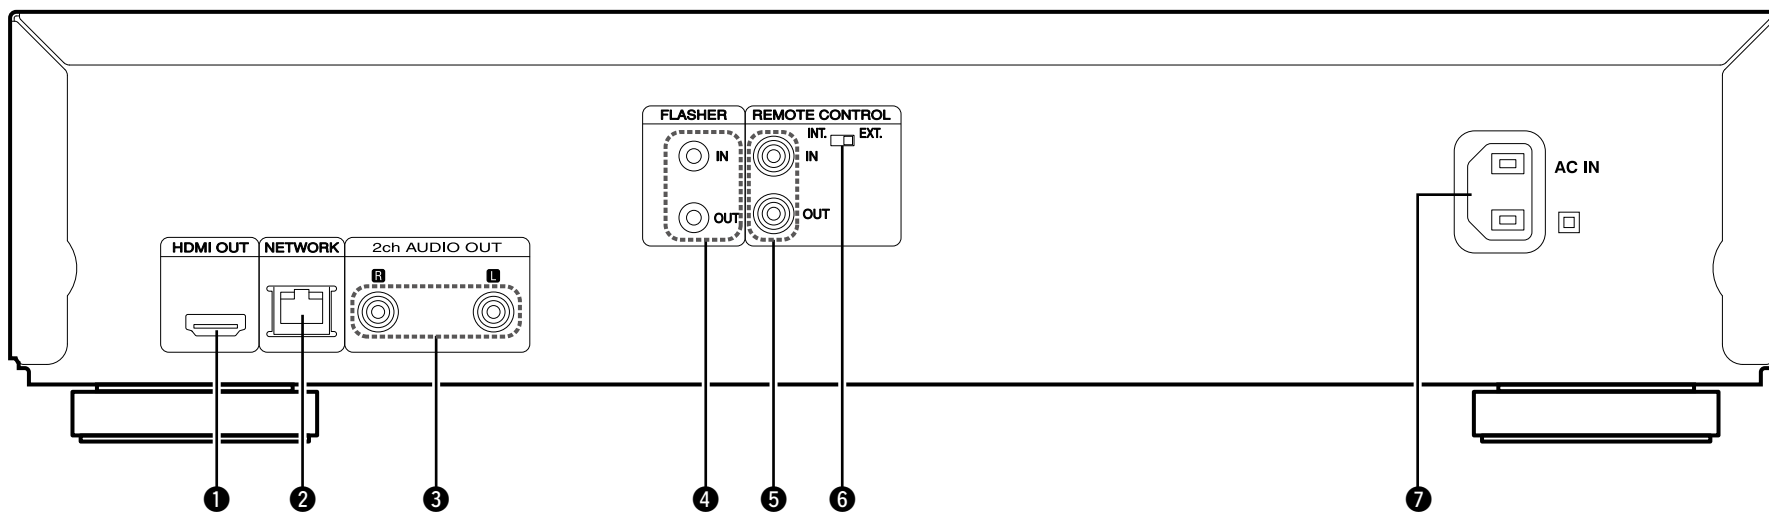 FLASHER
REMOTE CONTROL
INT.
EXT.
IN
IN
OUT
OUT
AC IN
HDMI OUT
NETWORK
2ch AUDIO OUT
R
L
1
2
3
4
5
6
7